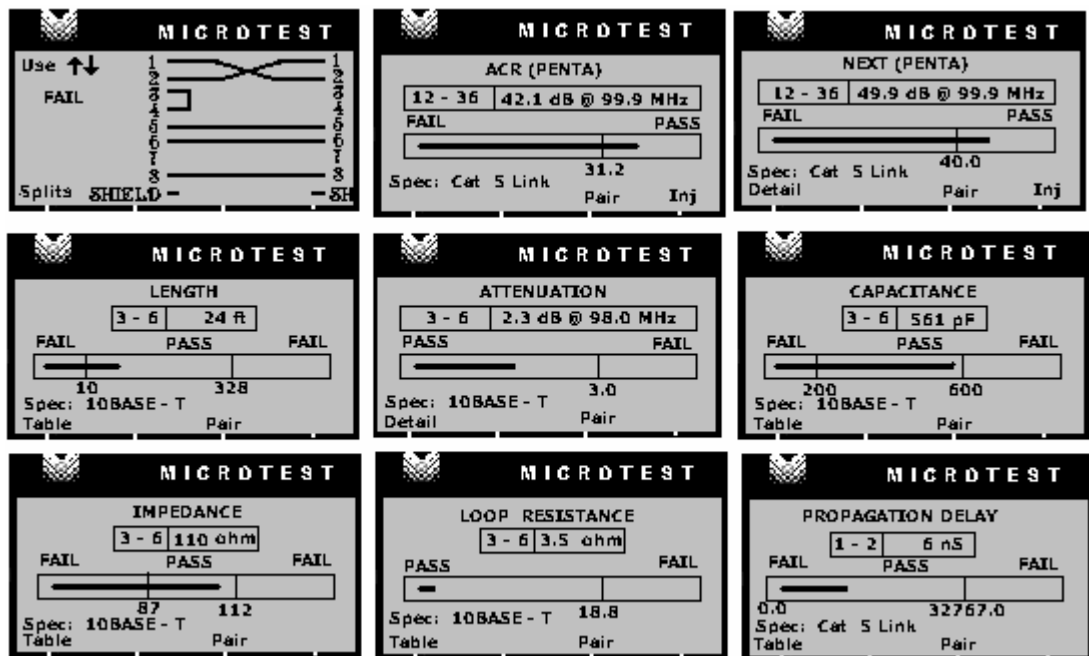 MICROTEST
Use ↑↓
FAIL
1 1
2 2
3 3
4 4
5 5
6 6
7 7
8 8
Splits SHIELD SH
MICROTEST
ACR (PENTA)
12 - 36 42.1 dB @ 99.9 MHz
FAIL PASS
31.2
Spec: Cat 5 Link
Pair Inj
MICROTEST
NEXT (PENTA)
12 - 36 49.9 dB @ 99.9 MHz
FAIL PASS
40.0
Spec: Cat 5 Link
Detail Pair Inj
MICROTEST
LENGTH
3 - 6 24 ft
FAIL PASS FAIL
10 328
Spec: 10BASE - T
Table Pair
MICROTEST
ATTENUATION
3 - 6 2.3 dB @ 98.0 MHz
PASS FAIL
3.0
Spec: 10BASE - T
Detail Pair
MICROTEST
CAPACITANCE
3 - 6 561 pF
FAIL PASS FAIL
200 600
Spec: 10BASE - T
Table Pair
MICROTEST
IMPEDANCE
3 - 6 110 ohm
FAIL PASS FAIL
87 112
Spec: 10BASE - T
Table Pair
MICROTEST
LOOP RESISTANCE
3 - 6 3.5 ohm
PASS FAIL
18.8
Spec: 10BASE - T
Table Pair
MICROTEST
PROPAGATION DELAY
1 - 2 6 nS
FAIL PASS FAIL
0.0 32767.0
Spec: Cat 5 Link
Table Pair